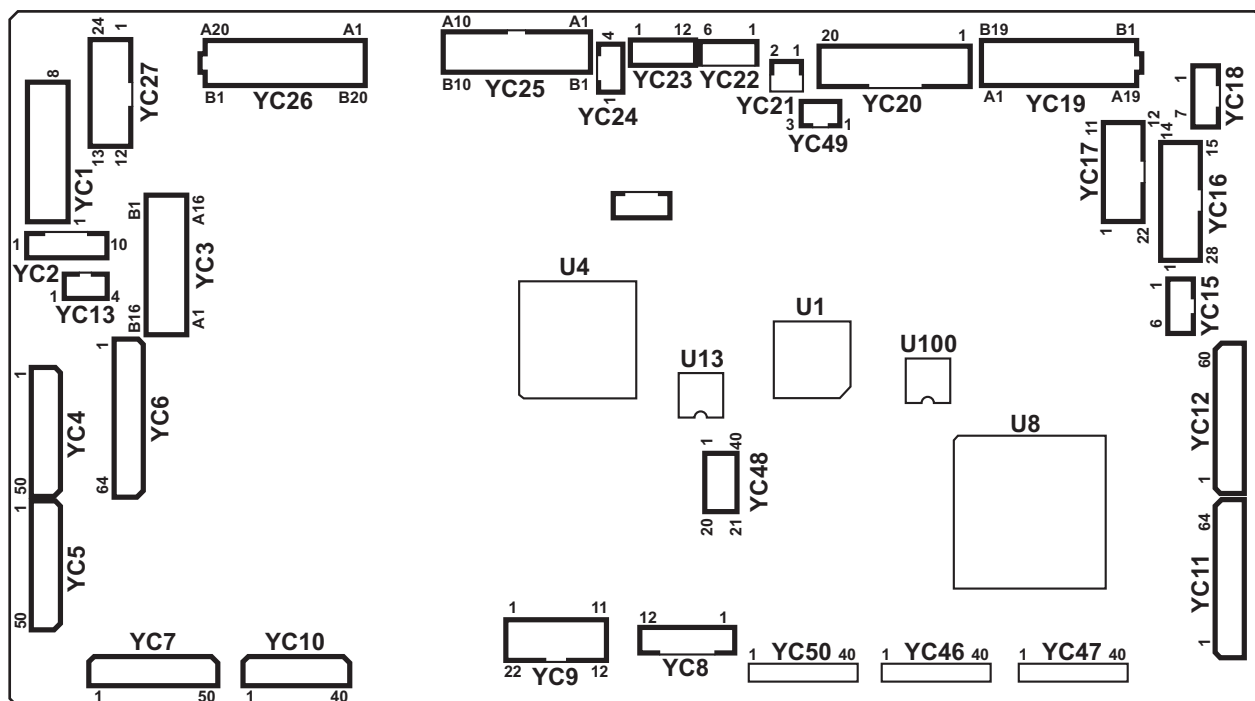 24 1
YC27
13 12
A20 A1
B1 YC26 B20
A10 A1
B10 YC25 B1
4
YC24
1
1 12
YC23
6 1
YC22
2 1
YC21
3 1
YC49
20 1
YC20
B19 B1
A1 YC19 A19
1
7
YC18
8
1
YC1
11 12
YC17
1 22
14 15
YC16
1 28
B1 A16
YC3
B16 A1
1 10
YC2
1 4
YC13
1
6
YC15
U4
U1
U13
U100
U8
1
YC4
50
1
YC6
64
60
YC12
1
1 40
YC48
20 21
1
YC5
50
64
YC11
1
YC7
1 50
YC10
1 40
1 11
22 YC9 12
12 1
YC8
1 YC50 40
1 YC46 40
1 YC47 40